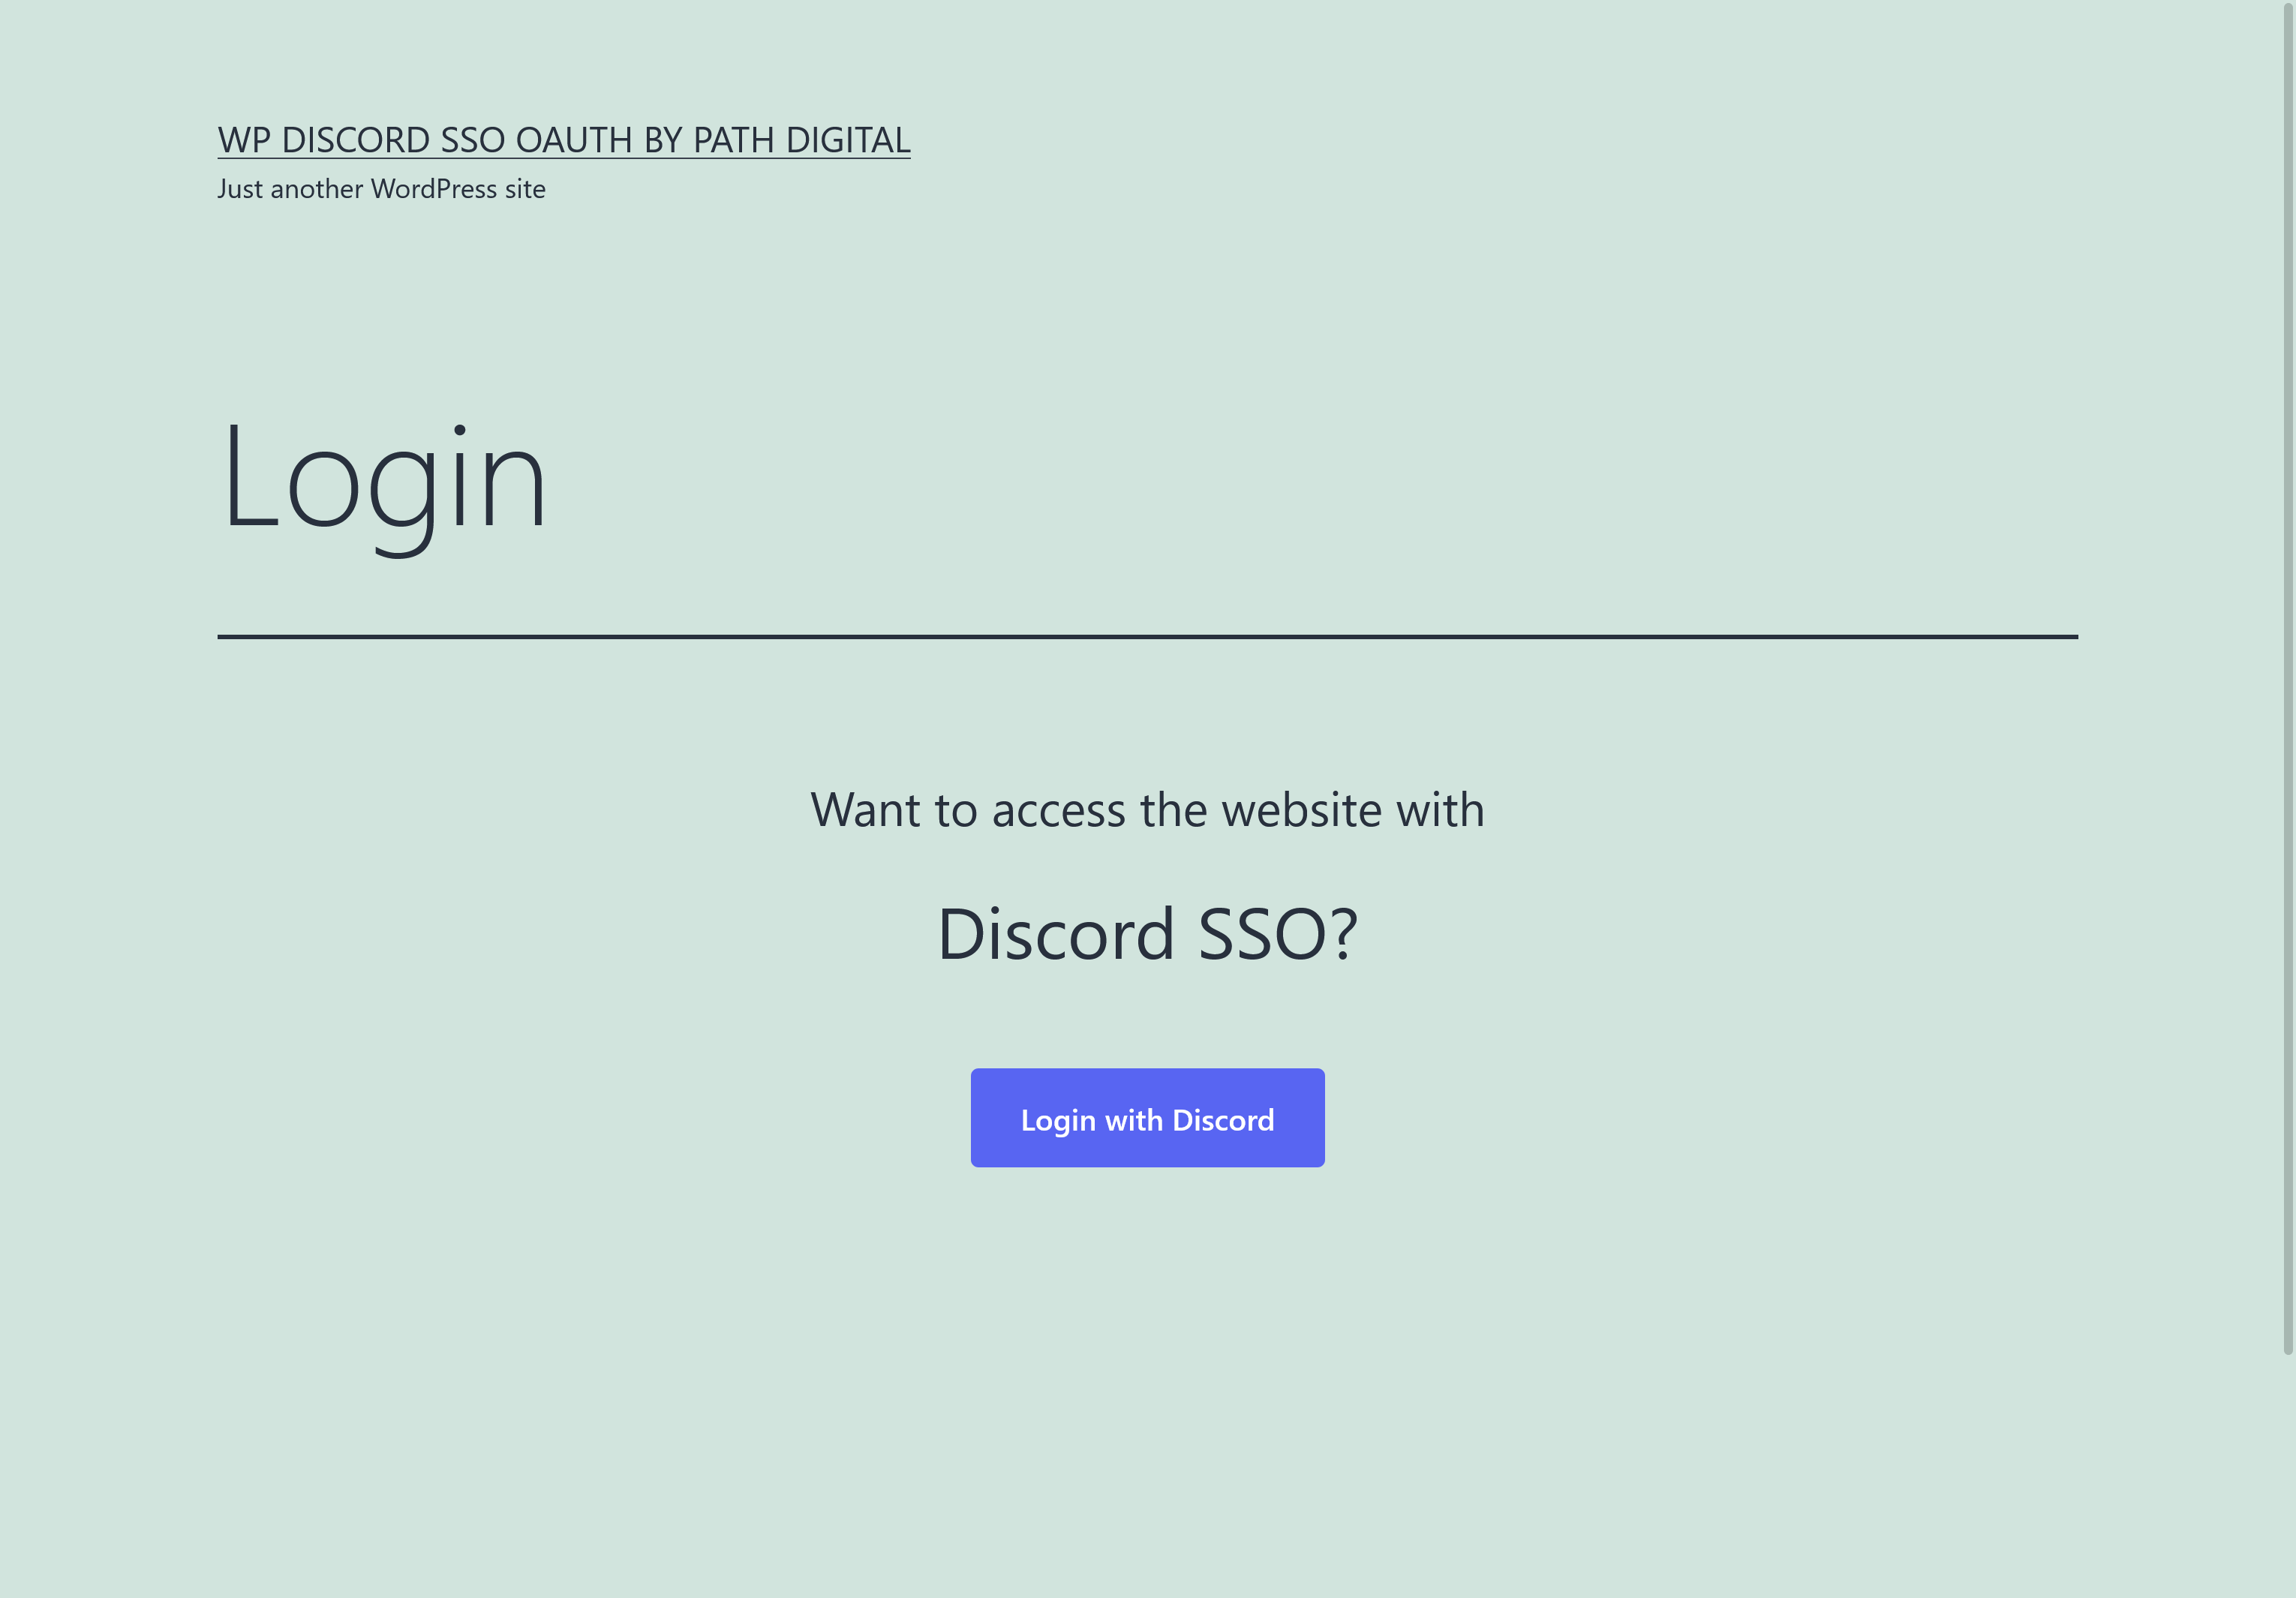 WP DISCORD SSO OAUTH BY PATH DIGITAL
Just another WordPress site
Login
Want to access the website with
Discord SSO?
Login with Discord